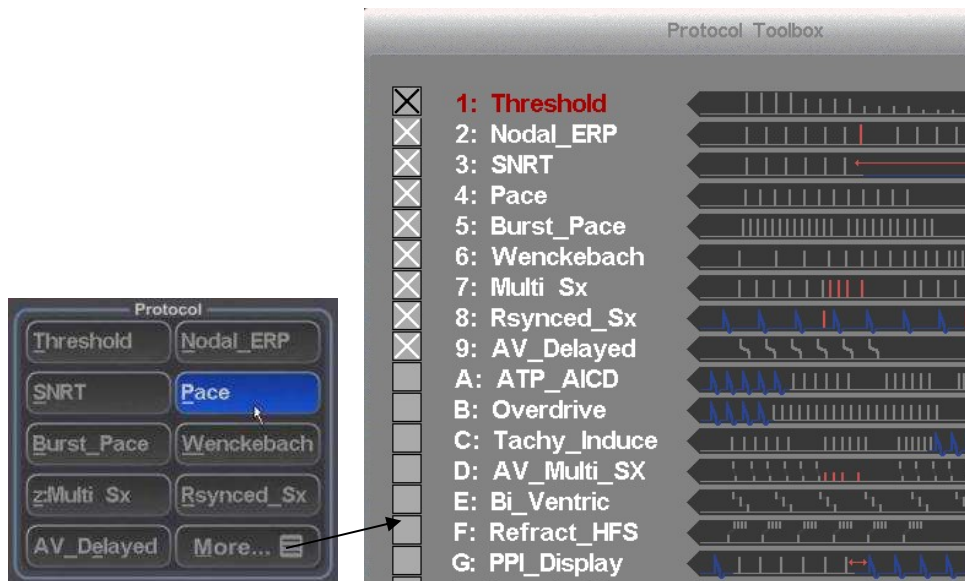 Protocol Toolbox
1: Threshold
2: Nodal_ERP
3: SNRT
4: Pace
5: Burst_Pace
6: Wenckebach
7: Multi Sx
8: Rsynced_Sx
9: AV_Delayed
A: ATP_AICD
B: Overdrive
C: Tachy_Induce
D: AV_Multi_SX
E: Bi_Ventric
F: Refract_HFS
G: PPI_Display
Protocol
Threshold Nodal_ERP
SNRT Pace
Burst_Pace Wenckebach
z:Multi Sx Rsynced_Sx
AV_Delayed More...